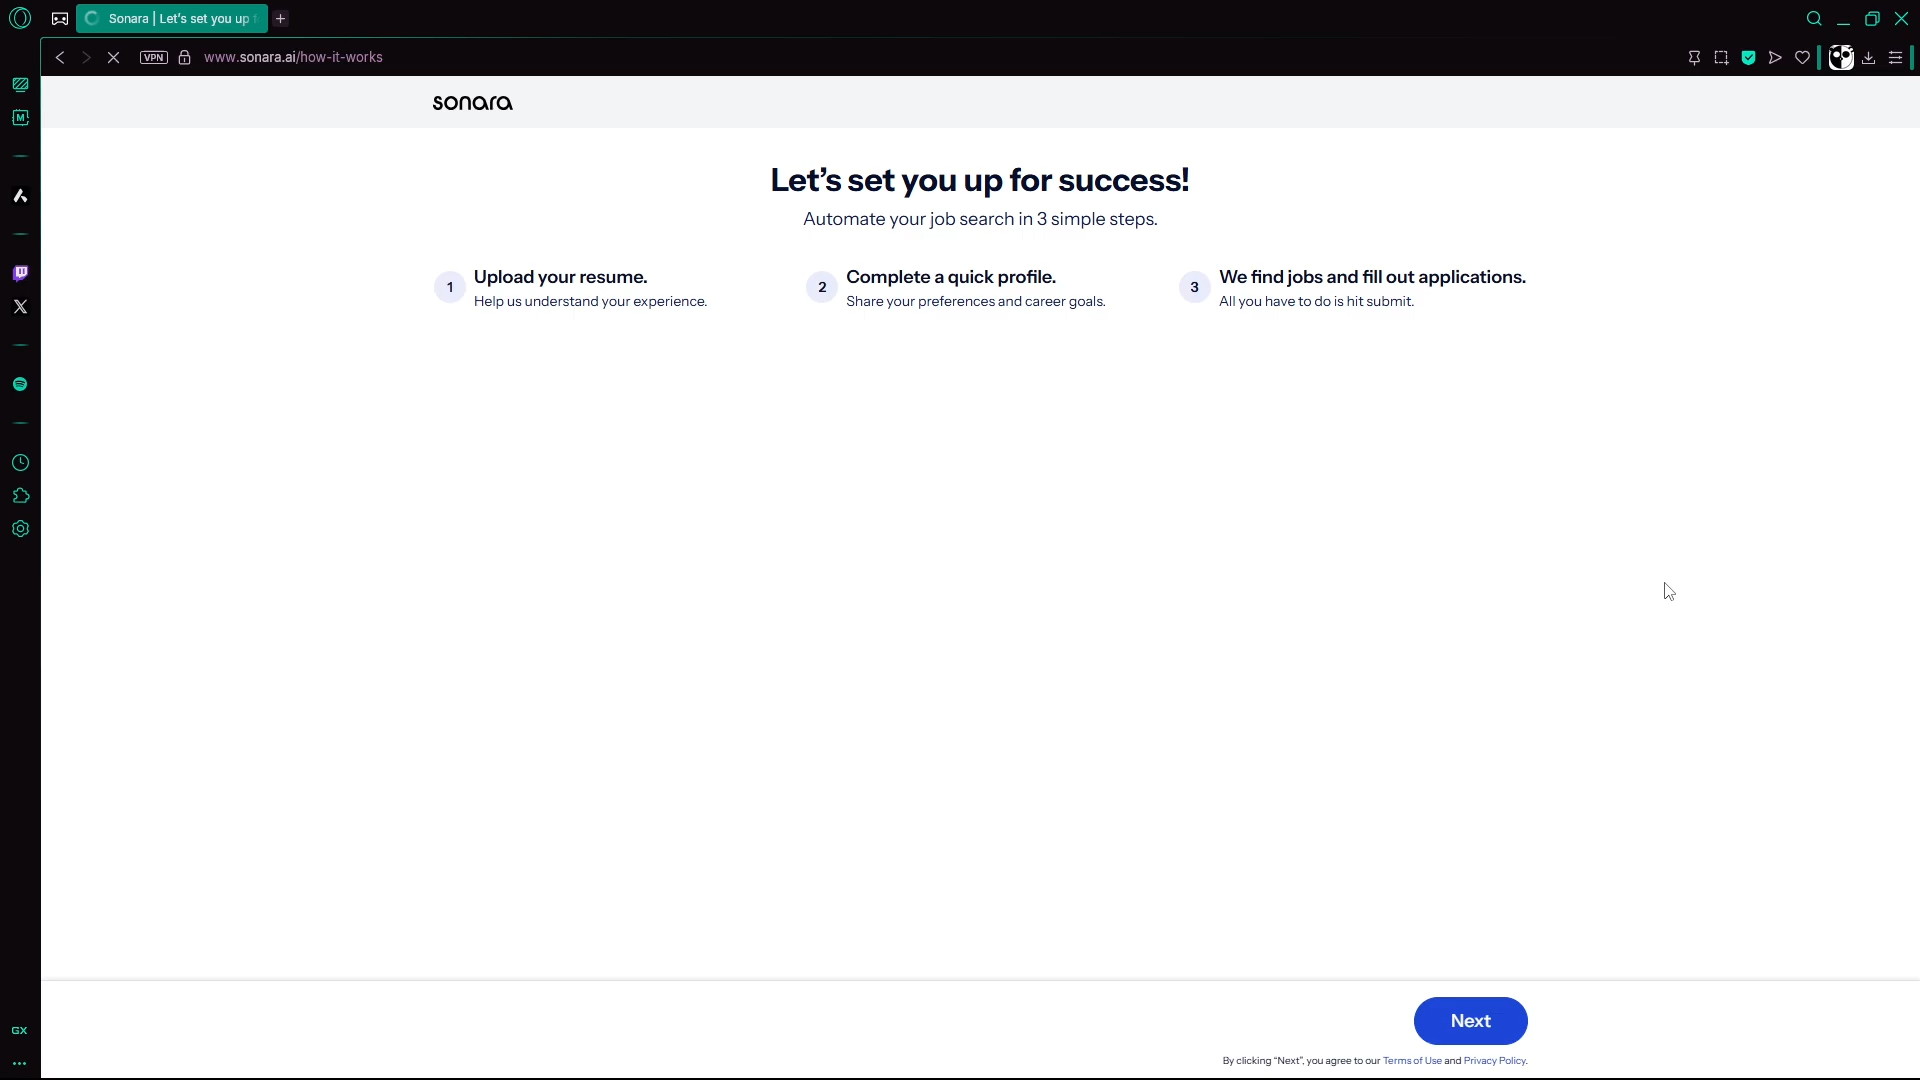 Sonara | Let's set you up f
VPN
www.sonara.ai/how-it-works
M
sonara
Let's set you up for success!
Automate your job search in 3 simple steps.
1
Upload your resume.
Help us understand your experience.
2
Complete a quick profile.
Share your preferences and career goals.
3
We find jobs and fill out applications.
All you have to do is hit submit.
GX
Next
By clicking "Next", you agree to our Terms of Use and Privacy Policy.